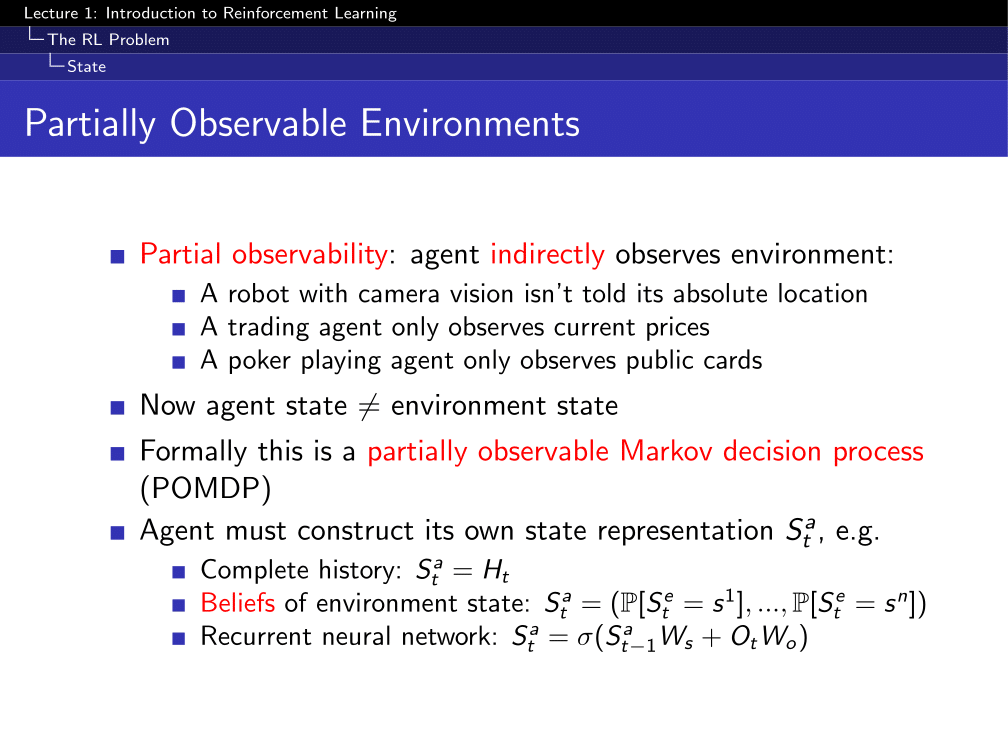 Lecture 1: Introduction to Reinforcement Learning
The RL Problem
State
Partially Observable Environments
Partial observability: agent indirectly observes environment:
A robot with camera vision isn't told its absolute location
A trading agent only observes current prices
A poker playing agent only observes public cards
Now agent state ≠ environment state
Formally this is a partially observable Markov decision process
(POMDP)
Agent must construct its own state representation $S_t^a$, e.g.
Complete history: $S_t^a = H_t$
Beliefs of environment state: $S_t^a = (\mathbb{P}[S_t^e = s^1], ..., \mathbb{P}[S_t^e = s^n])$
Recurrent neural network: $S_t^a = \sigma(S_{t-1}^a W_s + O_t W_o)$